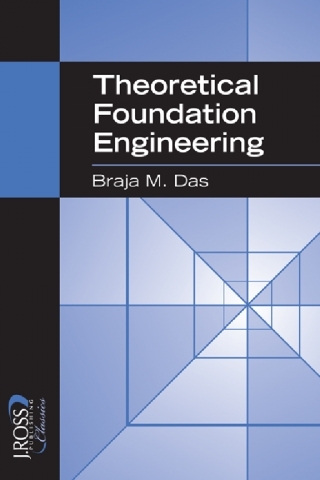 Theoretical
Foundation
Engineering
Braja M. Das
J.ROSS
PUBLISHING
Classics